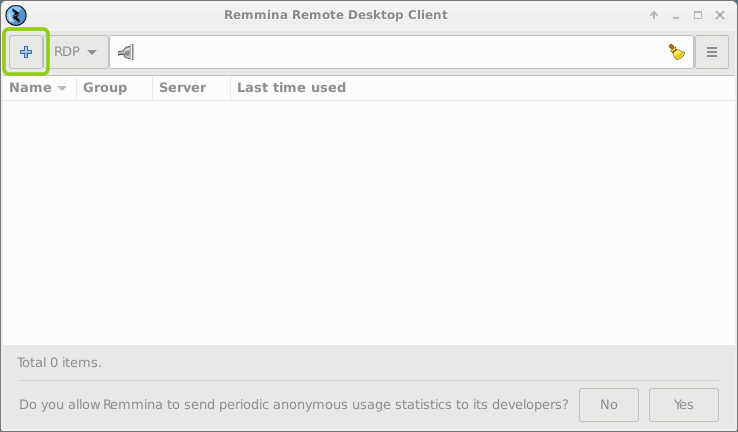 Remmina Remote Desktop Client
RDP
Name Group Server Last time used
Total 0 items.
Do you allow Remmina to send periodic anonymous usage statistics to its developers? No Yes